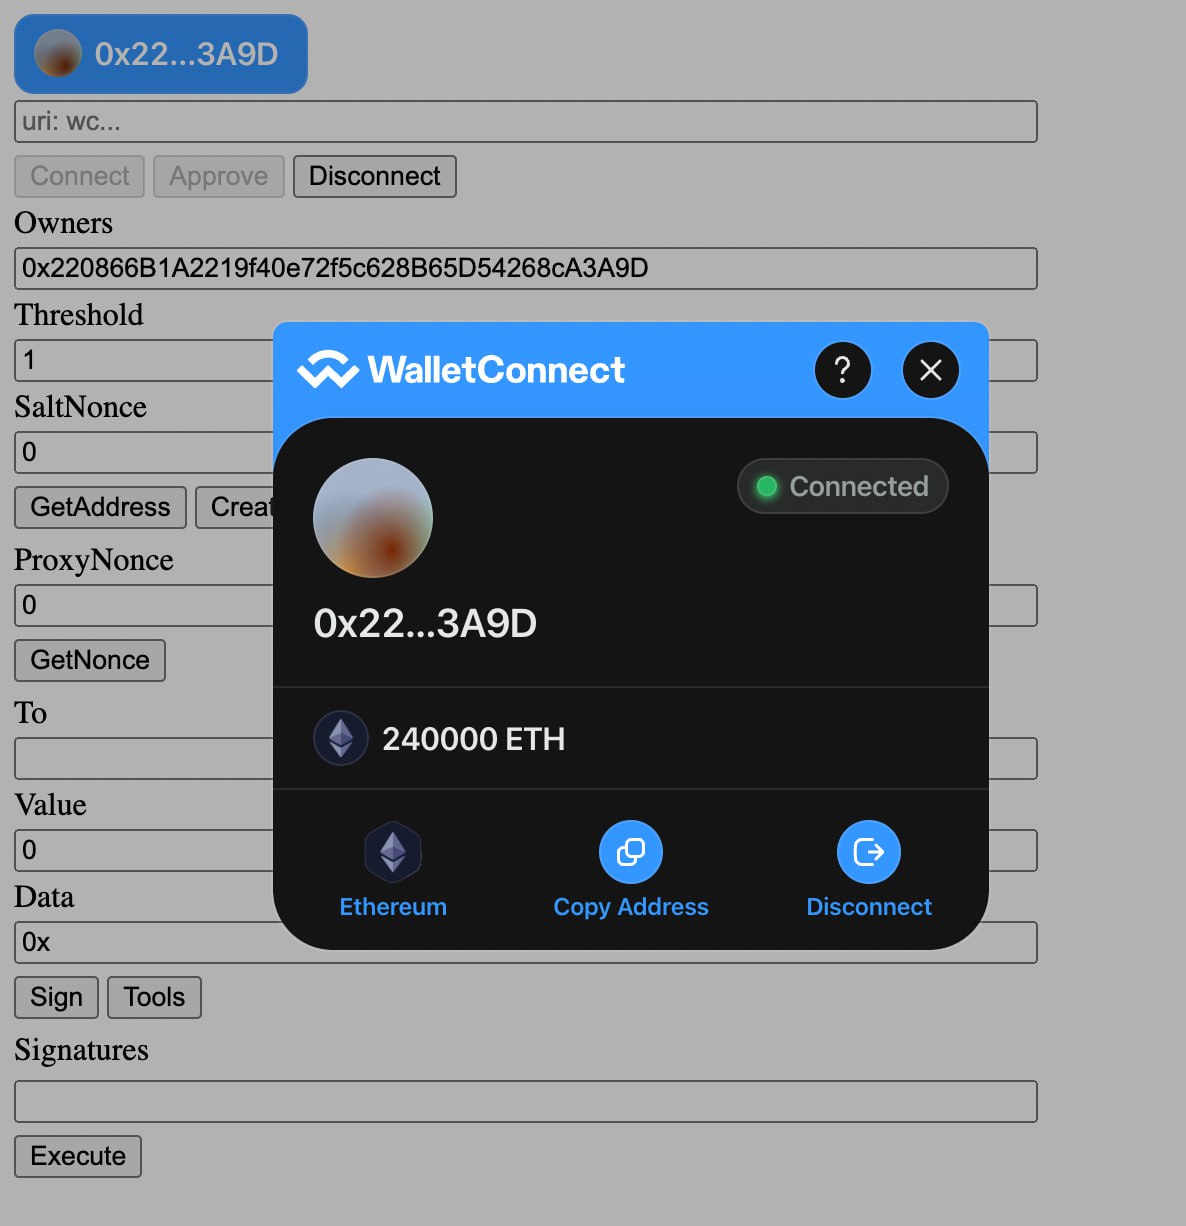 0x22...3A9D
uri: wc...
Connect Approve Disconnect
Owners
0x220866B1A2219f40e72f5c628B65D54268cA3A9D
Threshold
1
SaltNonce
0
GetAddress
ProxyNonce
0
GetNonce
To
Value
0
Data
0x
Sign Tools
Signatures
Execute
WalletConnect ?
Connected
0x22...3A9D
240000 ETH
Ethereum Copy Address Disconnect